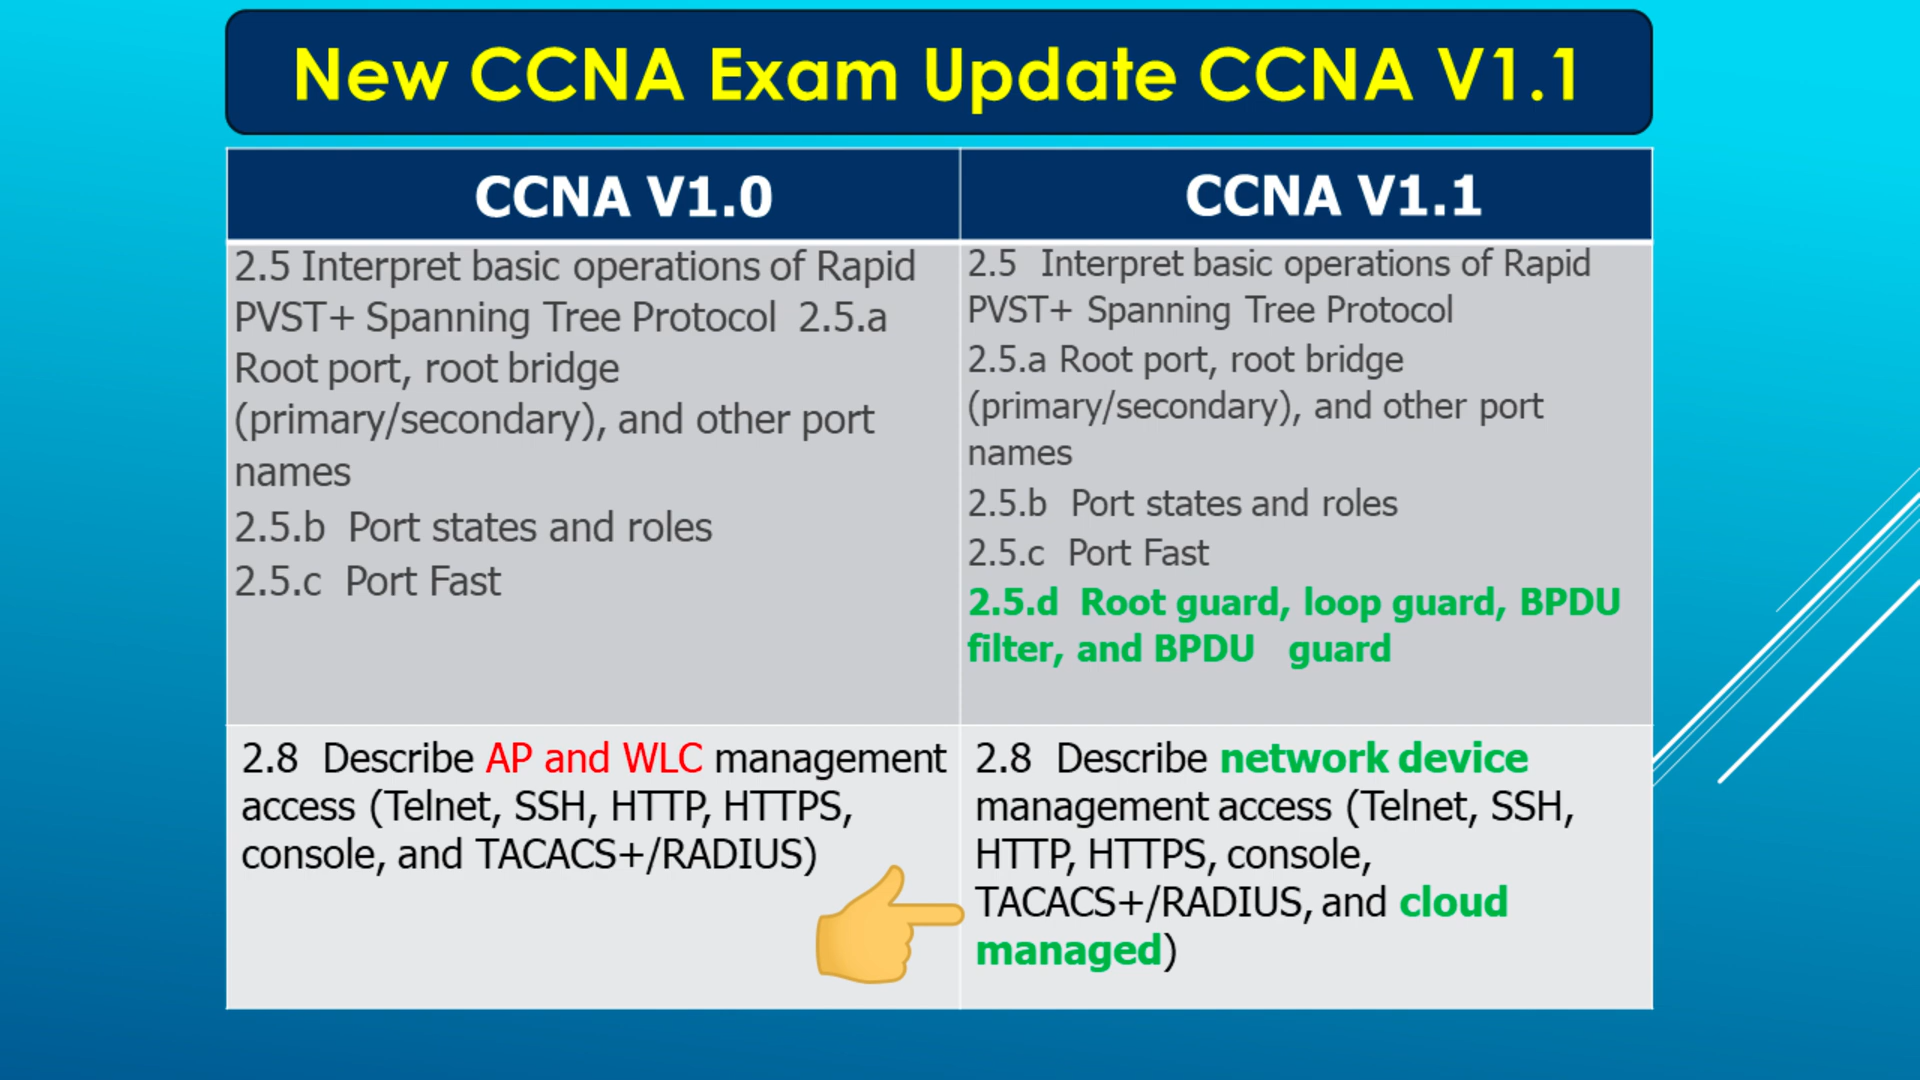 New CCNA Exam Update CCNA V1.1
CCNA V1.0
2.5 Interpret basic operations of Rapid
PVST+ Spanning Tree Protocol 2.5.a
Root port, root bridge
(primary/secondary), and other port
names
2.5.b Port states and roles
2.5.c Port Fast
CCNA V1.1
2.5 Interpret basic operations of Rapid
PVST+ Spanning Tree Protocol
2.5.a Root port, root bridge
(primary/secondary), and other port
names
2.5.b Port states and roles
2.5.c Port Fast
2.5.d Root guard, loop guard, BPDU
filter, and BPDU guard
2.8 Describe AP and WLC management
access (Telnet, SSH, HTTP, HTTPS,
console, and TACACS+/RADIUS)
2.8 Describe network device
management access (Telnet, SSH,
HTTP, HTTPS, console,
TACACS+/RADIUS, and cloud
managed)